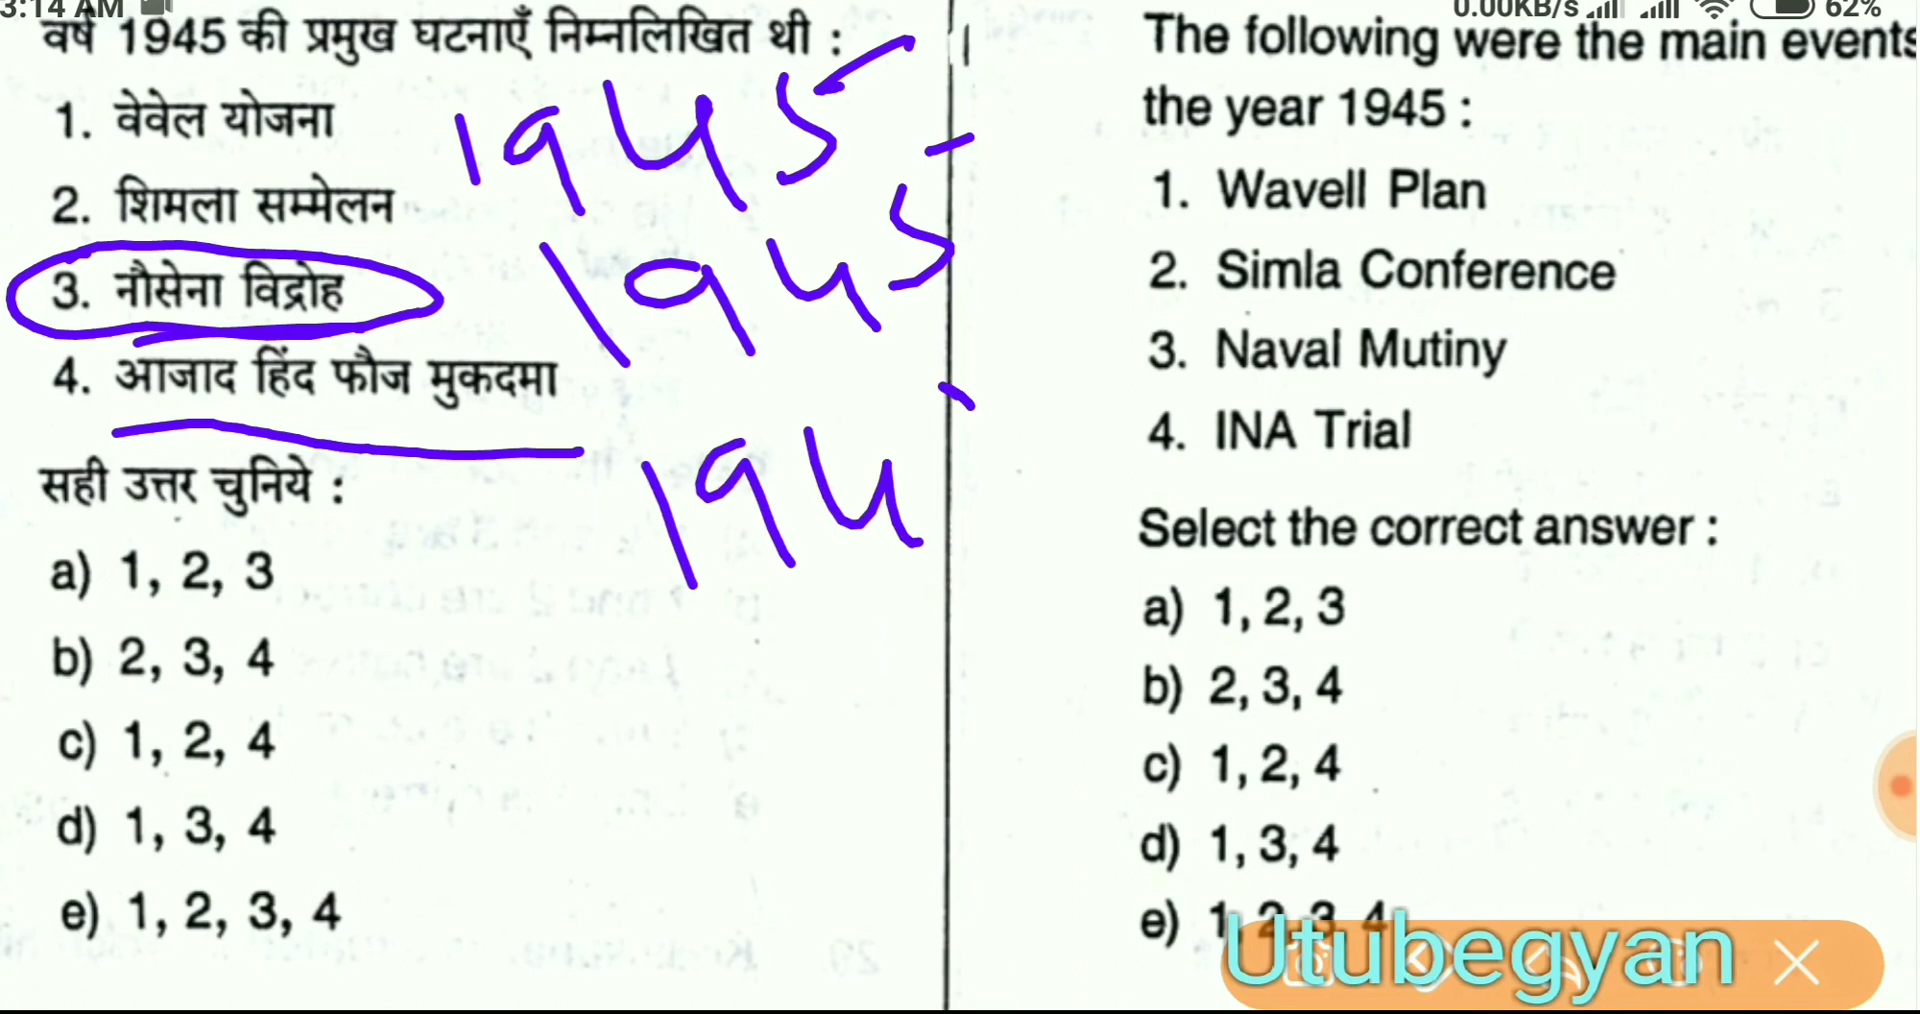 3:14 AM
0.00KB/s 62%
वर्ष 1945 की प्रमुख घटनाएँ निम्नलिखित थी :
1. वेवेल योजना
1945
2. शिमला सम्मेलन
3. नौसेना विद्रोह
1945
4. आजाद हिंद फौज मुकदमा
194
सही उत्तर चुनिये :
a) 1, 2, 3
b) 2, 3, 4
c) 1, 2, 4
d) 1, 3, 4
e) 1, 2, 3, 4
The following were the main events
the year 1945 :
1. Wavell Plan
2. Simla Conference
3. Naval Mutiny
4. INA Trial
Select the correct answer :
a) 1, 2, 3
b) 2, 3, 4
c) 1, 2, 4
d) 1, 3, 4
e) 1, 2, 3, 4
Utubegyan